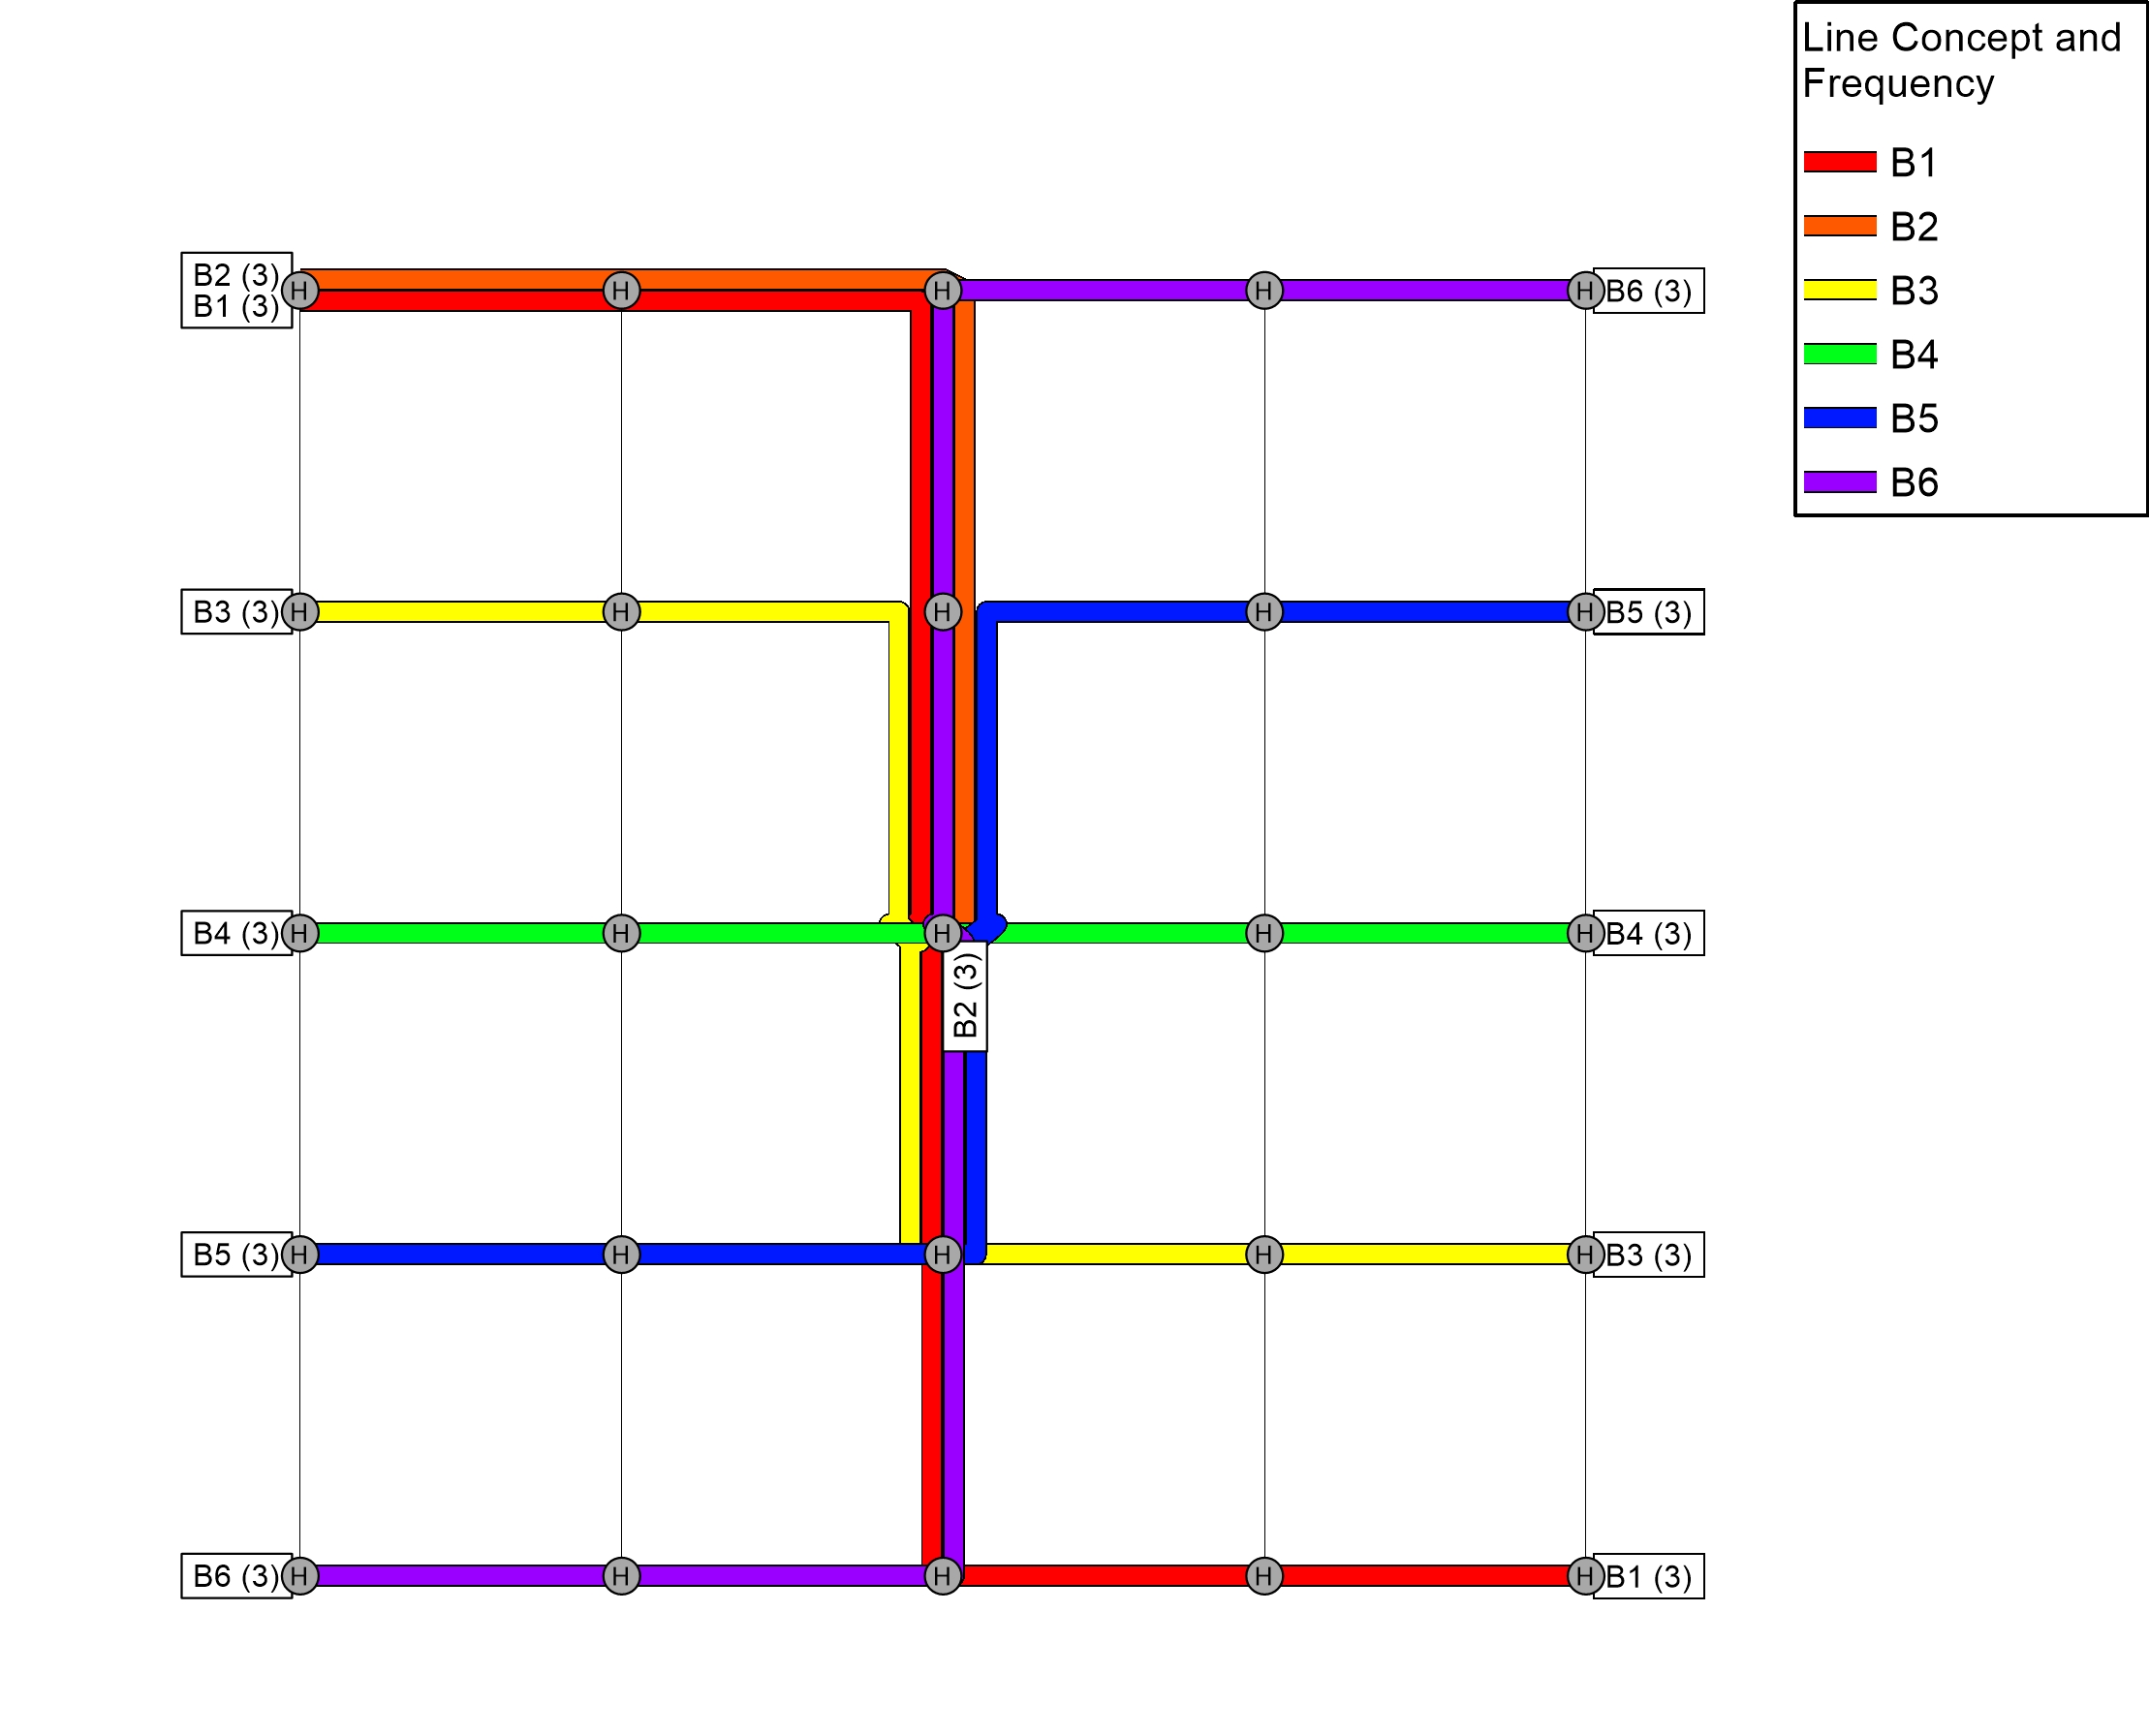 Line Concept and
Frequency
B1
B2
B3
B4
B5
B6
B2 (3)
B1 (3)
H
H
H
H
H
B6 (3)
B3 (3)
H
H
H
H
H
B5 (3)
B4 (3)
H
H
H
H
H
B4 (3)
B2 (3)
B5 (3)
H
H
H
H
H
B3 (3)
B6 (3)
H
H
H
H
H
B1 (3)